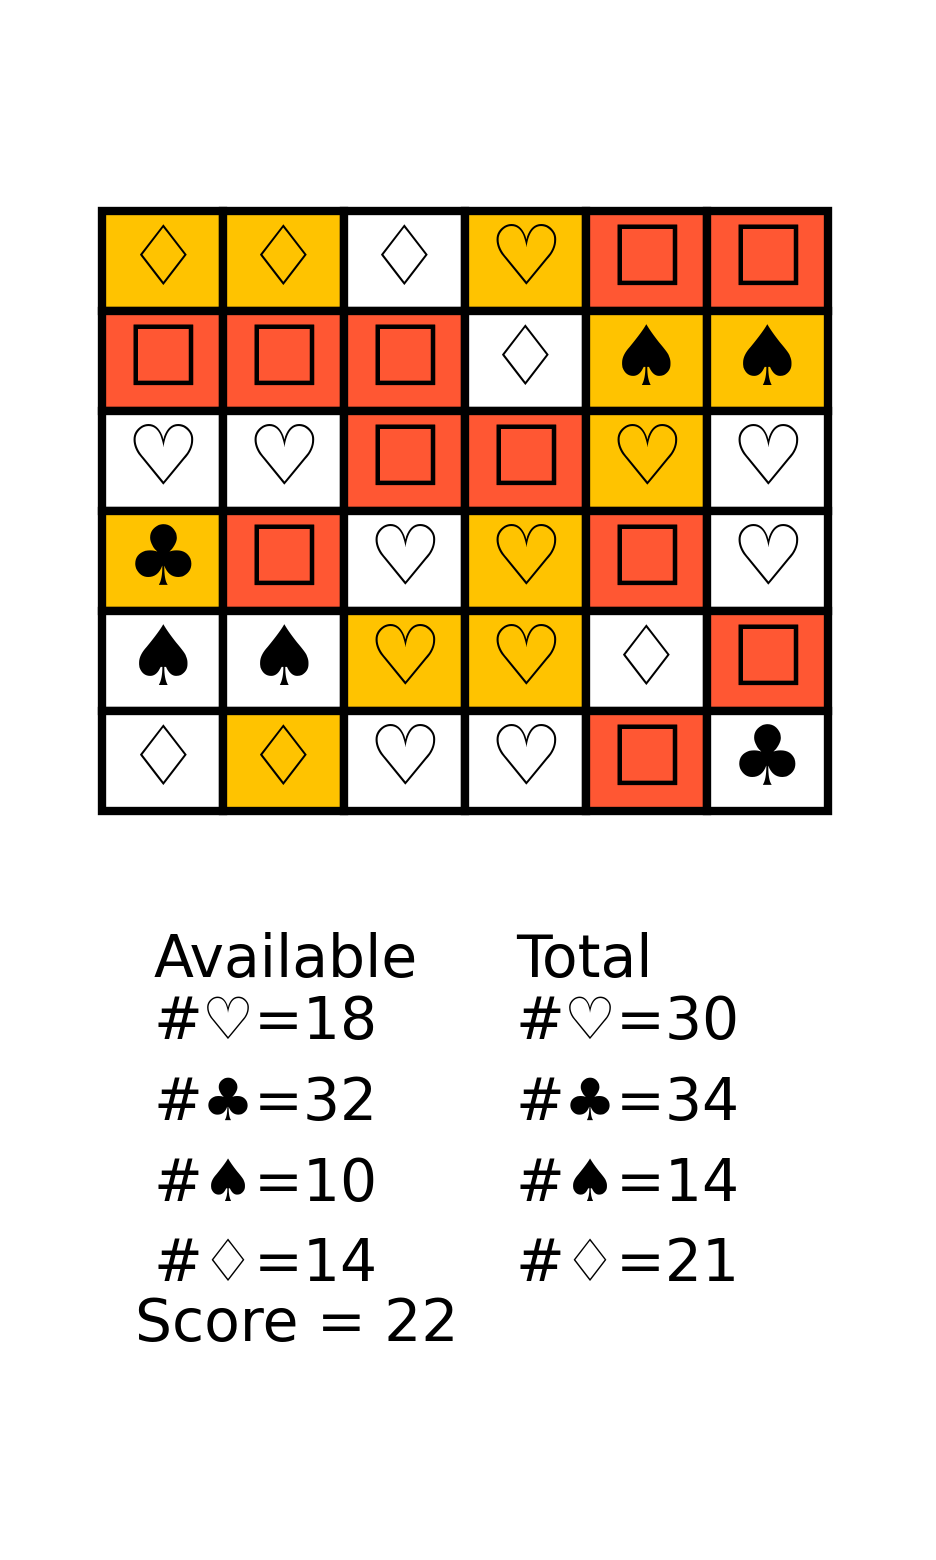 ♢ ♢ ♢ ♡ □ □
□ □ □ ♢ ♠ ♠
♡ ♡ □ □ ♡ ♡
♣ □ ♡ ♡ □ ♡
♠ ♠ ♡ ♡ ♢ □
♢ ♢ ♡ ♡ □ ♣
Available Total
#♡=18 #♡=30
#♣=32 #♣=34
#♠=10 #♠=14
#♢=14 #♢=21
Score = 22